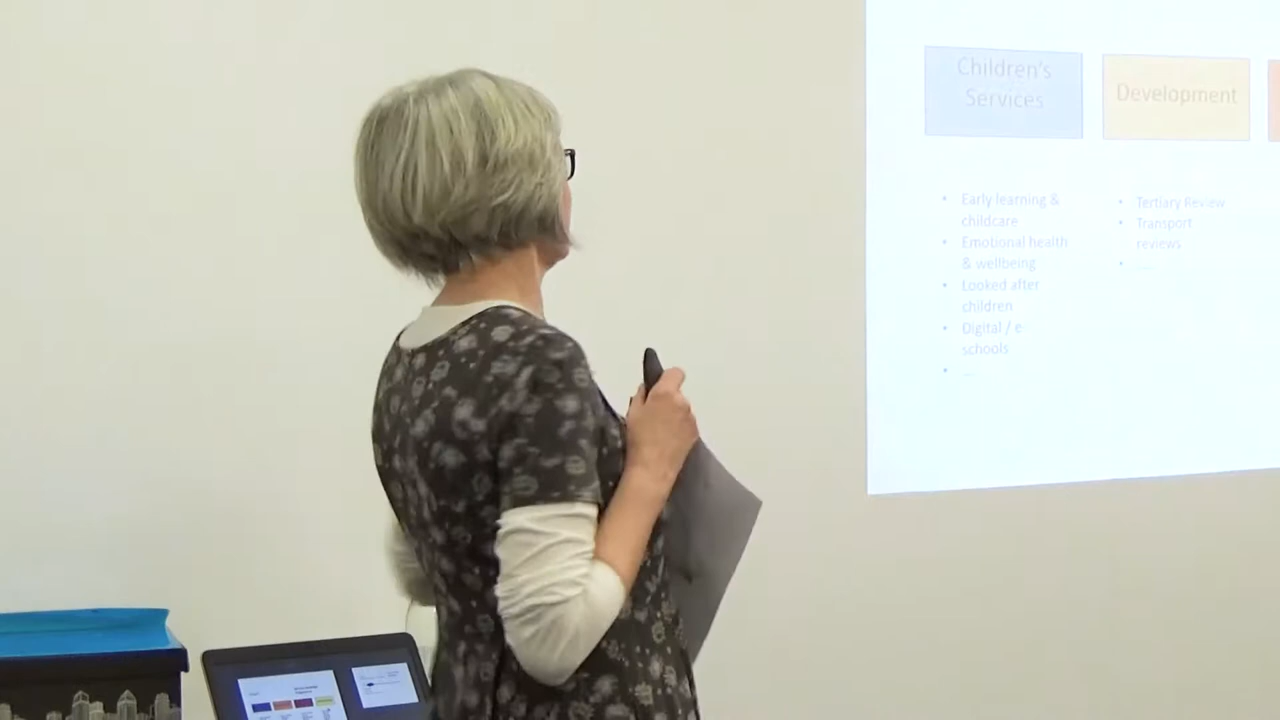 Children's
Services
Development
• Early learning &
childcare
• Emotional health
& wellbeing
• Looked after
children
• Digital / e
schools
• ....
• Tertiary Review
• Transport
reviews
• ......